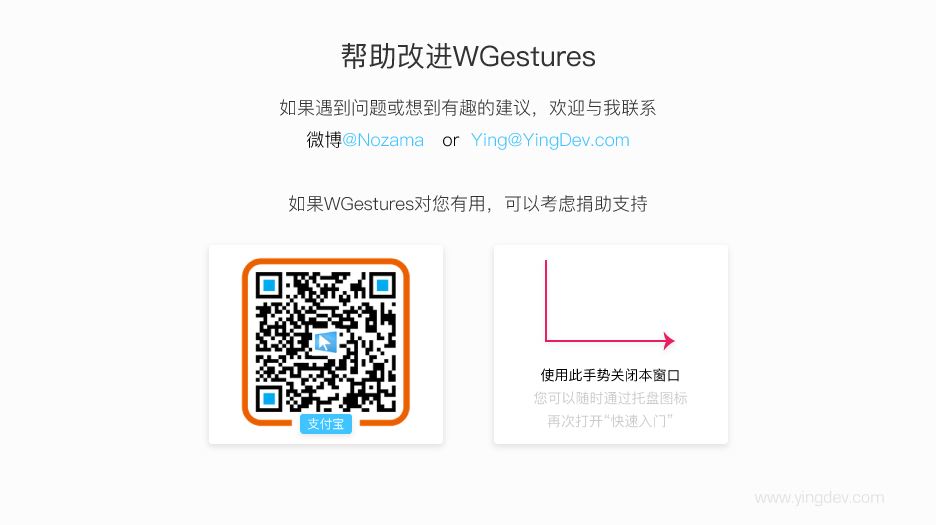 帮助改进WGestures
如果遇到问题或想到有趣的建议，欢迎与我联系
微博@Nozama or Ying@YingDev.com
如果WGestures对您有用，可以考虑捐助支持
支付宝
使用此手势关闭本窗口
您可以随时通过托盘图标
再次打开“快速入门”
www.yingdev.com